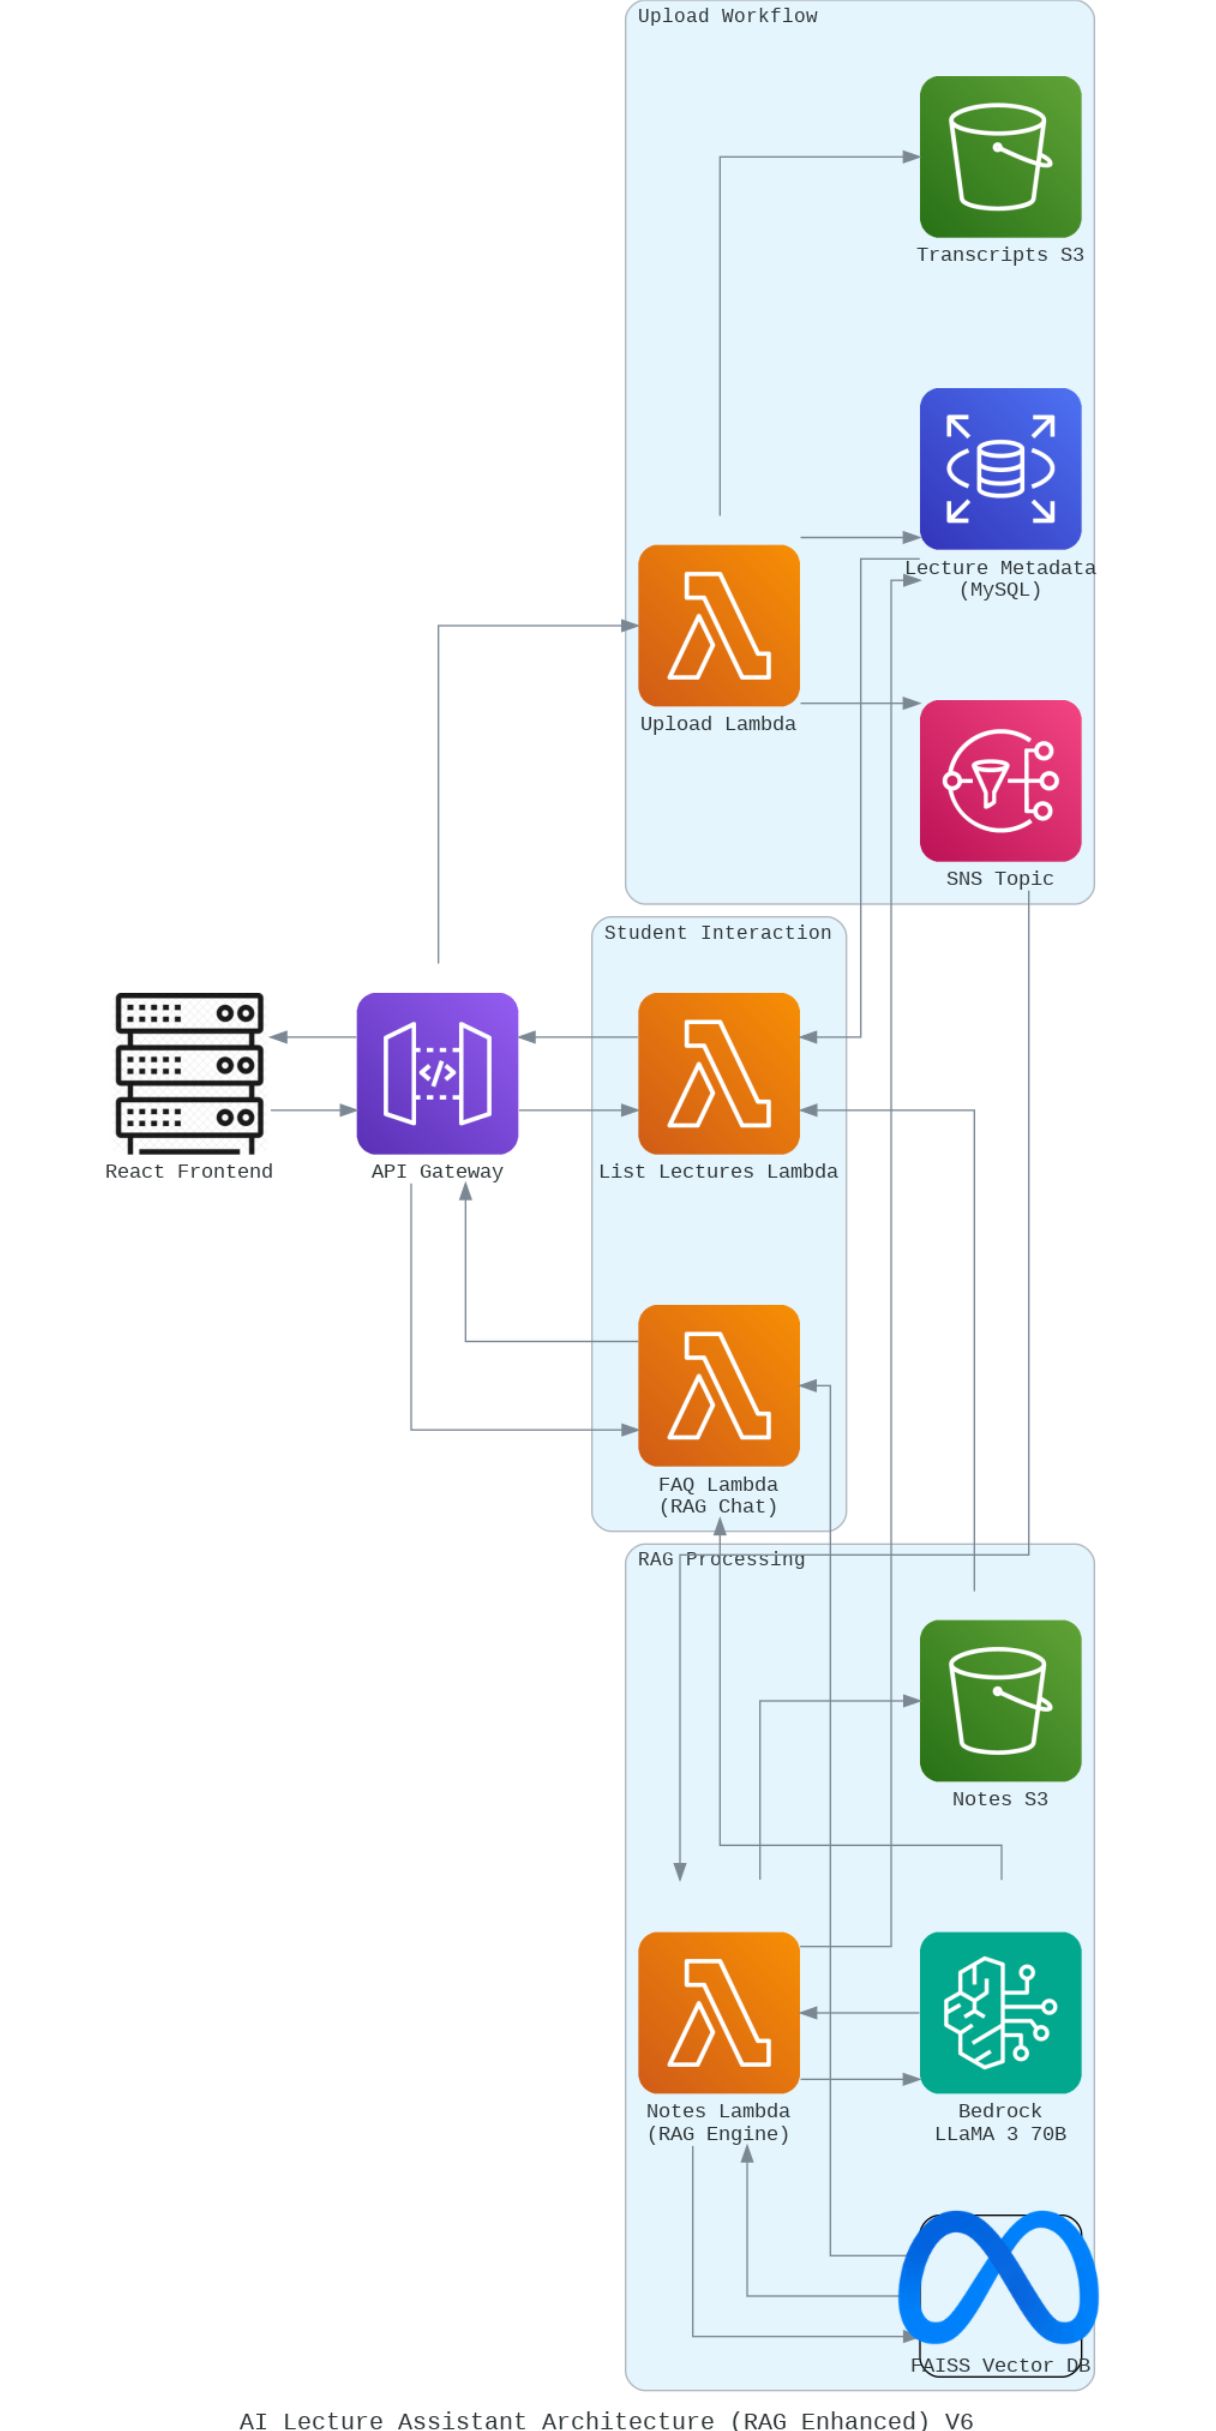 Upload Workflow
Transcripts S3
Lecture Metadata
(MySQL)
Upload Lambda
SNS Topic
Student Interaction
</>
React Frontend
API Gateway
List Lectures Lambda
FAQ Lambda
(RAG Chat)
RAG Processing
Notes S3
Notes Lambda
(RAG Engine)
Bedrock
LLaMA 3 70B
FAISS Vector DB
AI Lecture Assistant Architecture (RAG Enhanced) V6